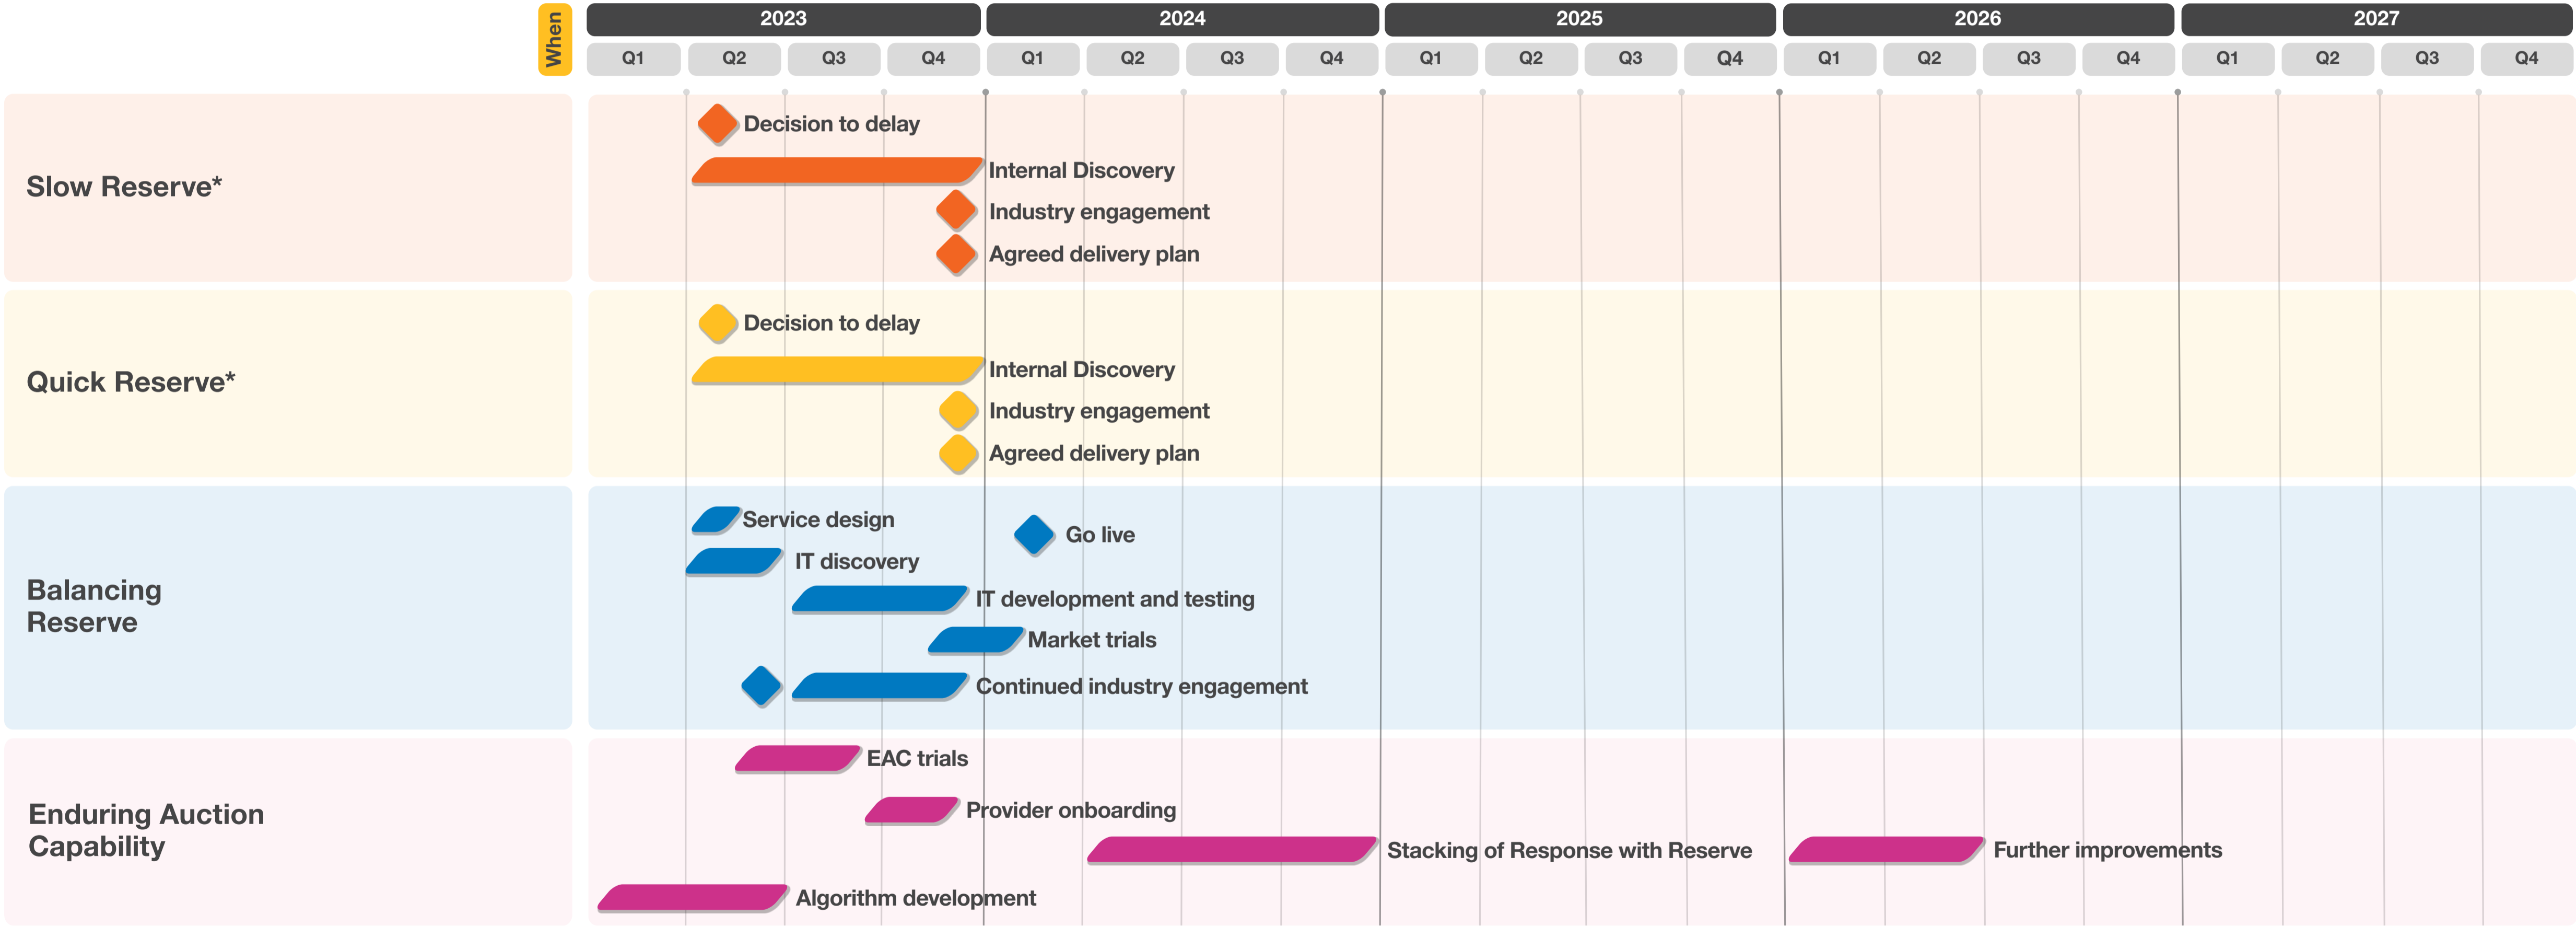 When
2023
2024
2025
2026
2027
Q1 Q2 Q3 Q4 Q1 Q2 Q3 Q4 Q1 Q2 Q3 Q4 Q1 Q2 Q3 Q4 Q1 Q2 Q3 Q4
Slow Reserve*
Decision to delay
Internal Discovery
Industry engagement
Agreed delivery plan
Quick Reserve*
Decision to delay
Internal Discovery
Industry engagement
Agreed delivery plan
Balancing
Reserve
Service design
Go live
IT discovery
IT development and testing
Market trials
Continued industry engagement
Enduring Auction
Capability
EAC trials
Provider onboarding
Stacking of Response with Reserve
Further improvements
Algorithm development